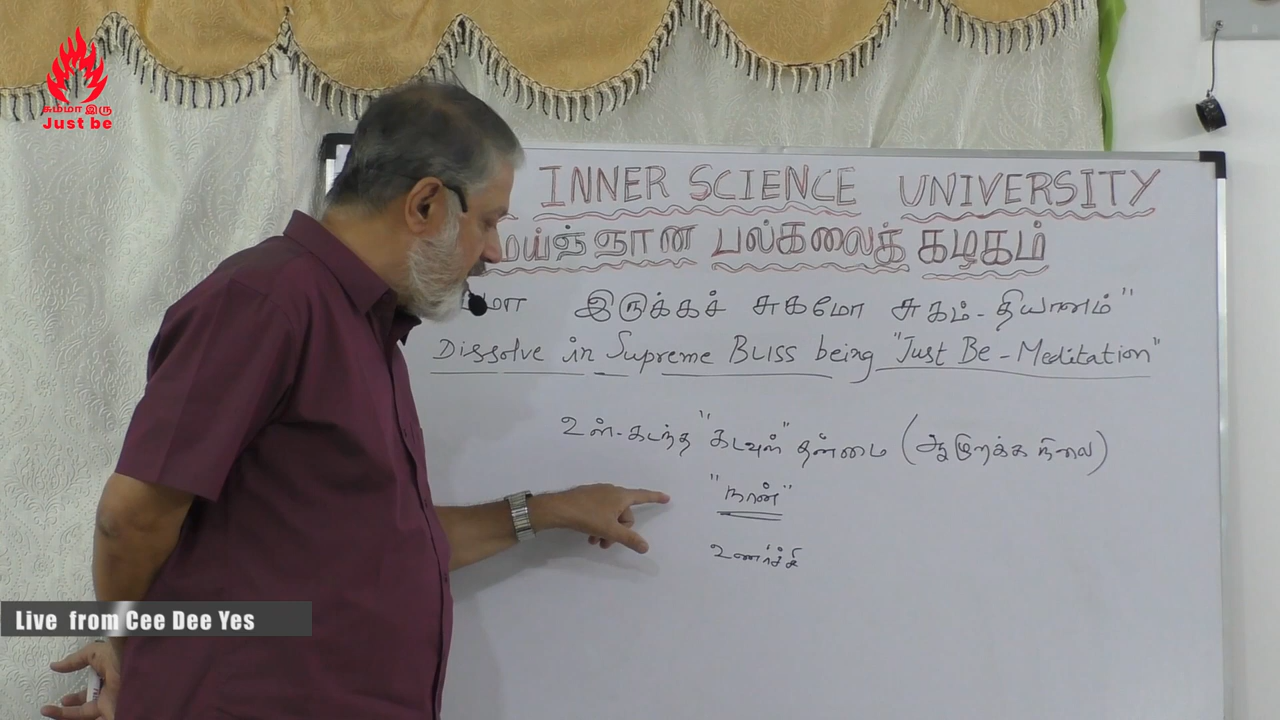 சும்மா இரு
Just be
INNER SCIENCE UNIVERSITY
மெய்ஞ்ஞான பல்கலைக் கழகம்
இருக்கச் சுகமோ சுகம் - தியானம்"
Dissolve in Supreme BLISS being "Just Be - Meditation"
உள்-கடந்த "கடவுள்" தன்மை (ஆழுறக்க நிலை)
"நான்"
உணர்ச்சி
Live from Cee Dee Yes